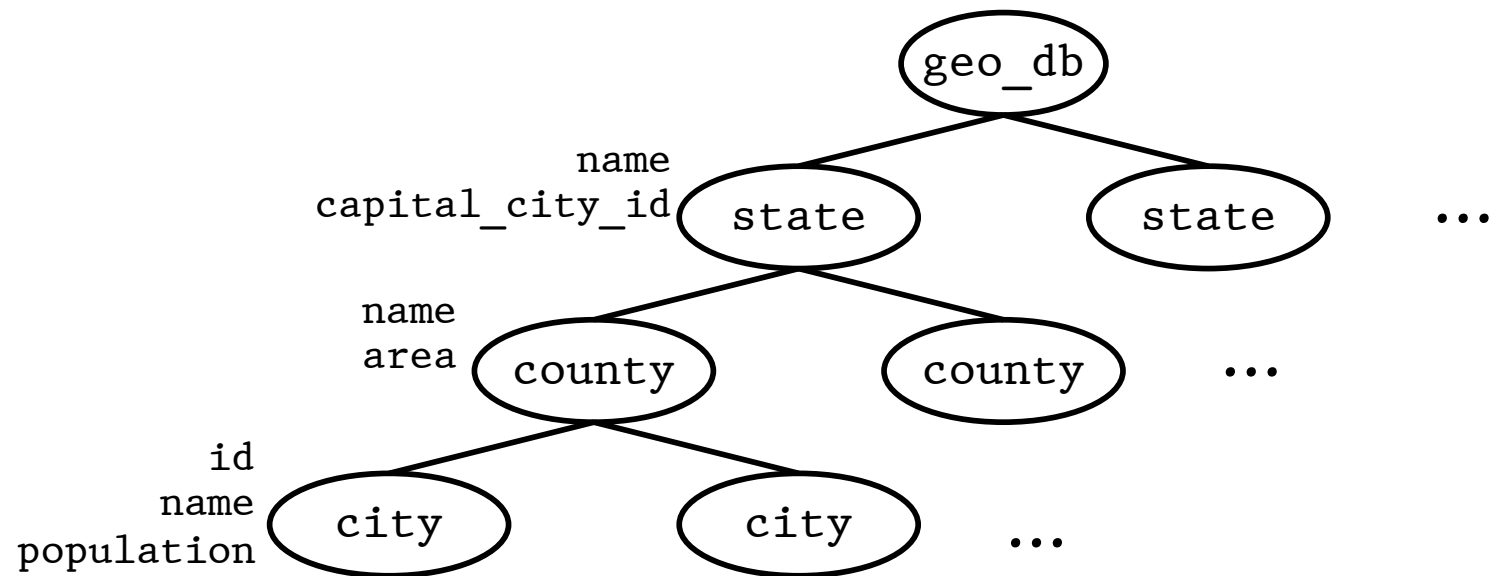 geo_db
name
capital_city_id
state
state
...
name
area
county
county
...
id
name
population
city
city
...